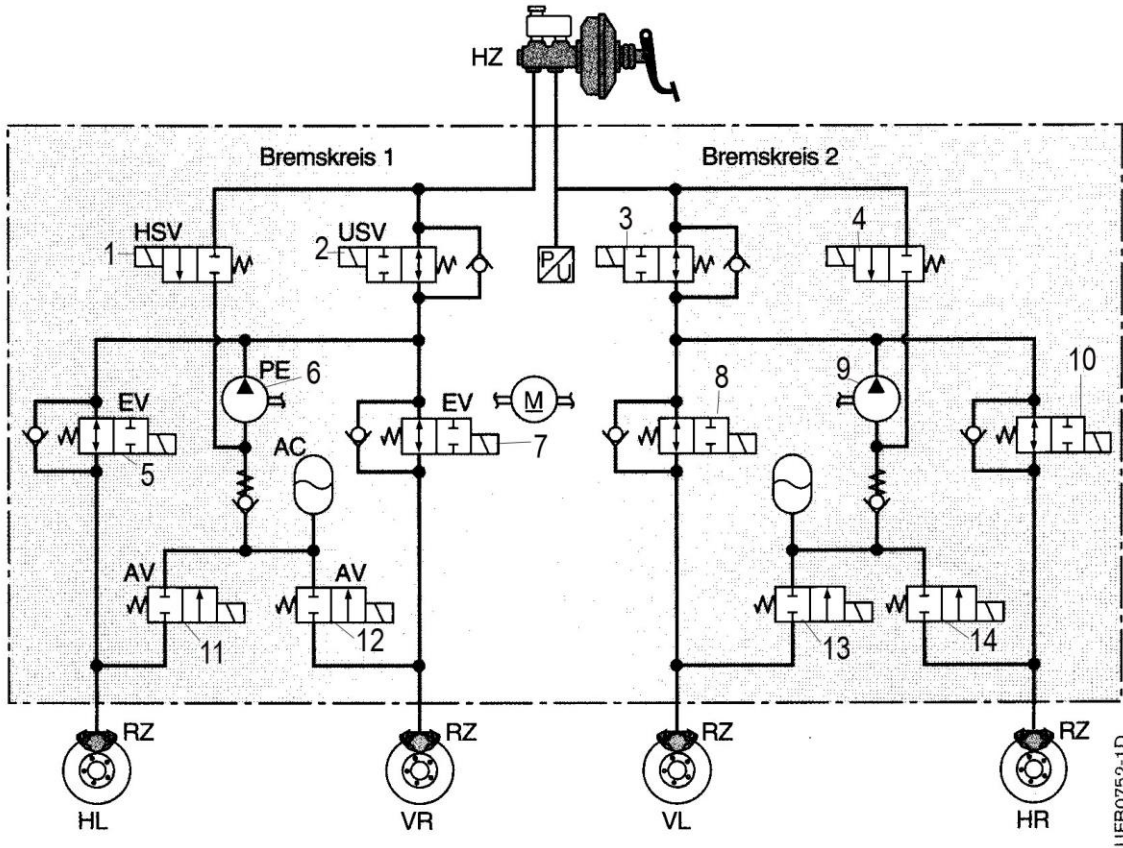 HZ
Bremskreis 1
Bremskreis 2
HSV
1
USV
2
P
U
3
4
PE
6
9
EV
5
EV
7
M
8
10
AC
AV
11
AV
12
13
14
RZ
RZ
RZ
RZ
HL
VR
VL
HR
UFB0752-1D